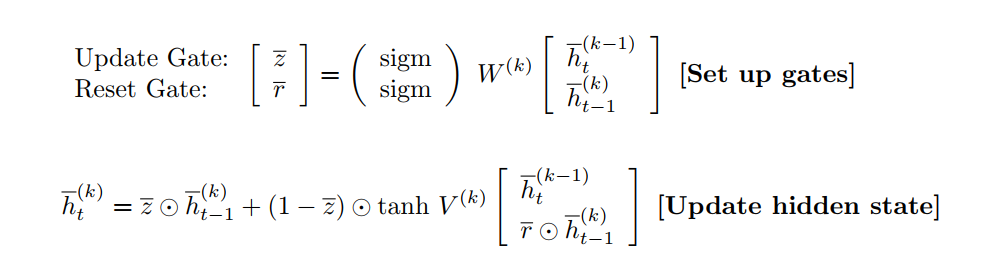 Update Gate: [ z̅ ] = ( sigm ) W^{(k)} [ h̅_t^{(k−1)} ] [Set up gates]
Reset Gate: [ r̅ ] ( sigm ) [ h̅_{t−1}^{(k)} ]
h̅_t^{(k)} = z̅ ⊙ h̅_{t−1}^{(k)} + (1 − z̅) ⊙ tanh V^{(k)} [ h̅_t^{(k−1)} ] [Update hidden state]
[ r̅ ⊙ h̅_{t−1}^{(k)} ]